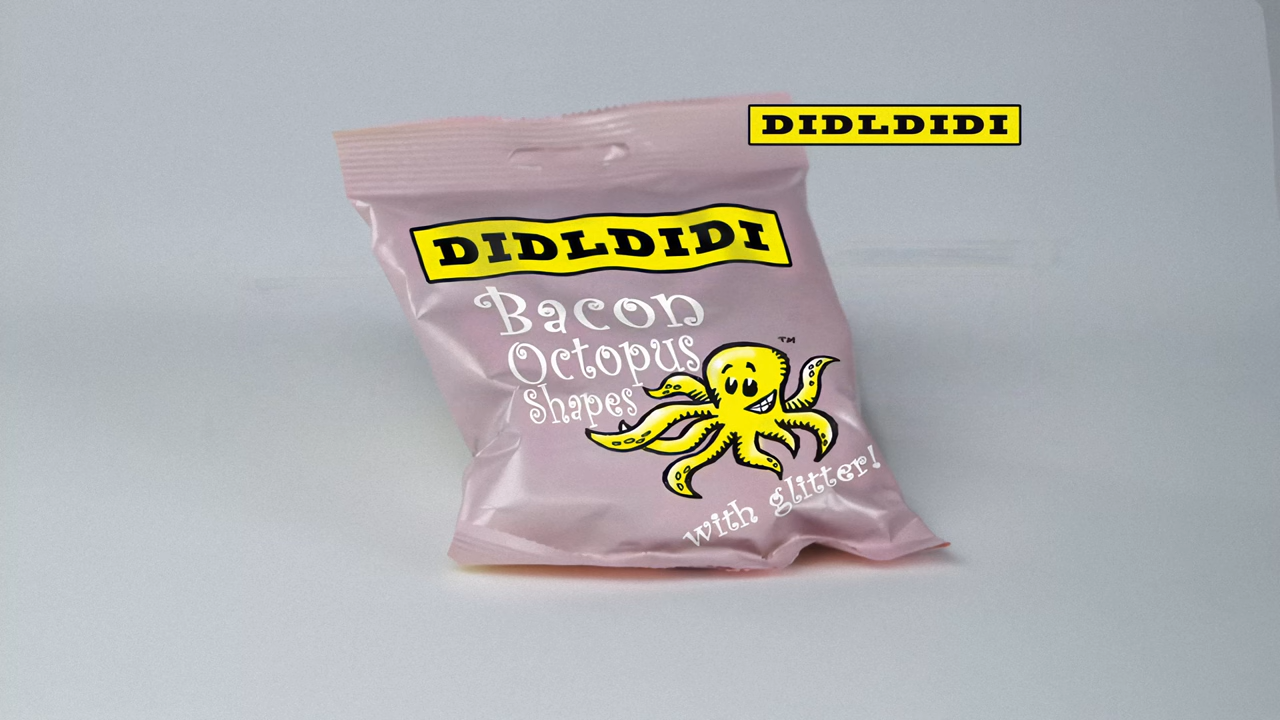 DIDLDIDI
DIDLDIDI
Bacon
Octopus
Shapes
TM
with glitter!